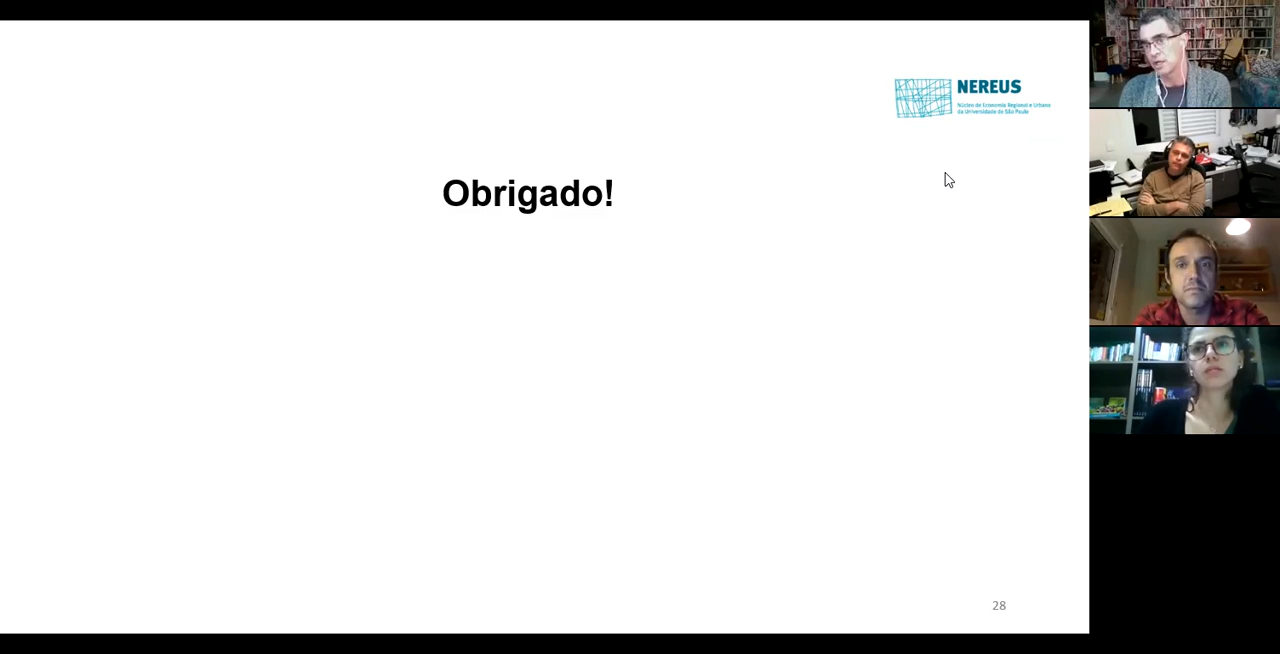 NEREUS
Núcleo de Economia Regional e Urbana
da Universidade de São Paulo
Obrigado!
28